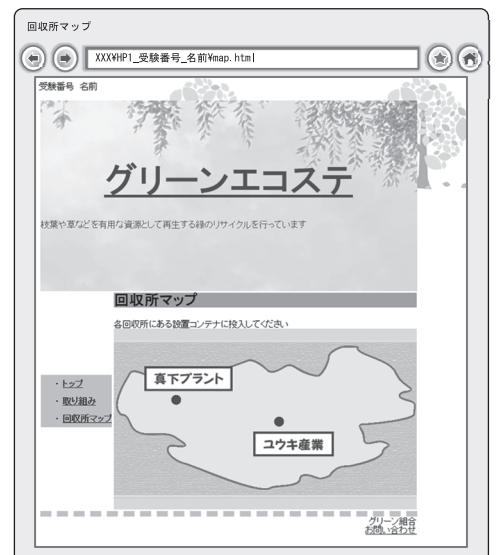 回収所マップ
XXX¥HP1_受験番号_名前¥map.html
受験番号 名前
グリーンエコステ
枝葉や草などを有用な資源として再生する緑のリサイクルを行っています
回収所マップ
各回収所にある設置コンテナに投入してください
・トップ
・取り組み
・回収所マップ
真下プラント
ユウキ産業
グリーン組合
お問い合わせ